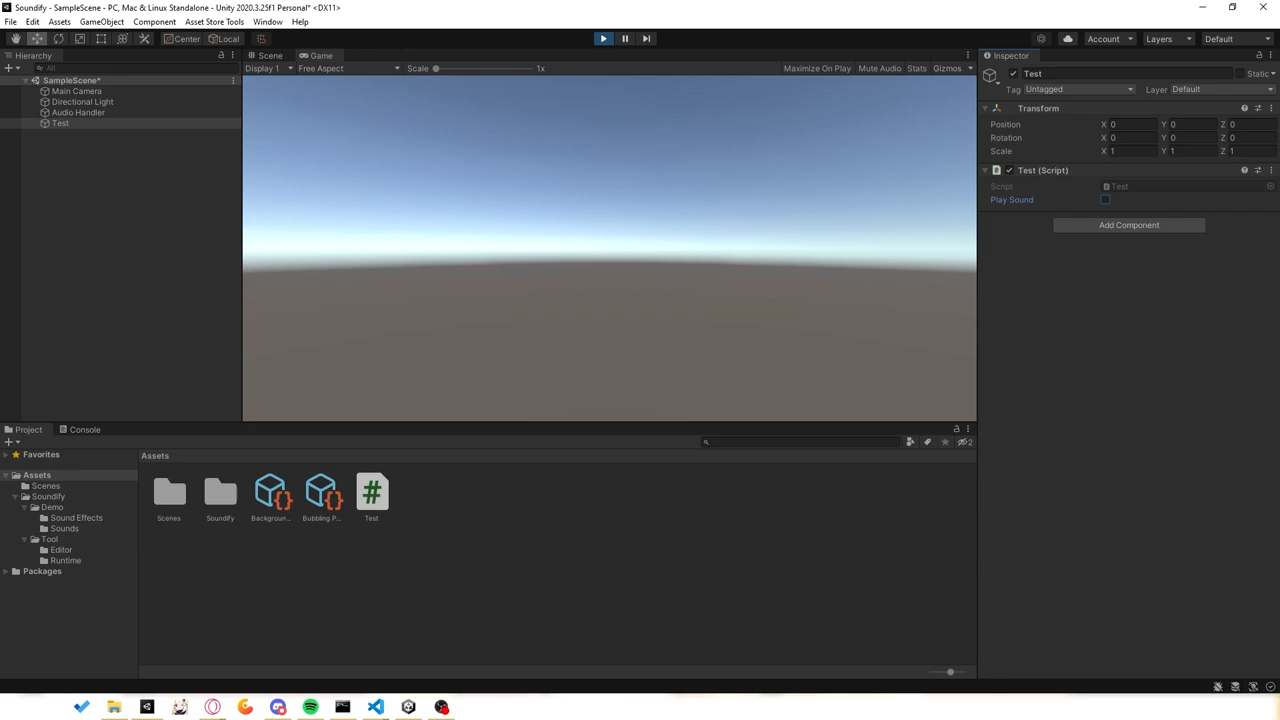 Soundify - SampleScene - PC, Mac & Linux Standalone - Unity 2020.3.25f1 Personal* <DX11>
File Edit Assets GameObject Component Asset Store Tools Window Help
Center Local Account Layers Default
Hierarchy Scene Game Inspector
All Display 1 Free Aspect Scale 1x Maximize On Play Mute Audio Stats Gizmos Test Static
SampleScene*
Main Camera
Directional Light
Audio Handler
Test
Tag Untagged Layer Default
Transform
Position X 0 Y 0 Z 0
Rotation X 0 Y 0 Z 0
Scale X 1 Y 1 Z 1
Test (Script)
Script Test
Play Sound
Add Component
Project Console
2
Favorites
Assets
Scenes
Soundify
Demo
Sound Effects
Sounds
Tool
Editor
Runtime
Packages
Assets
Scenes Soundify Backgroun... Bubbling P... Test